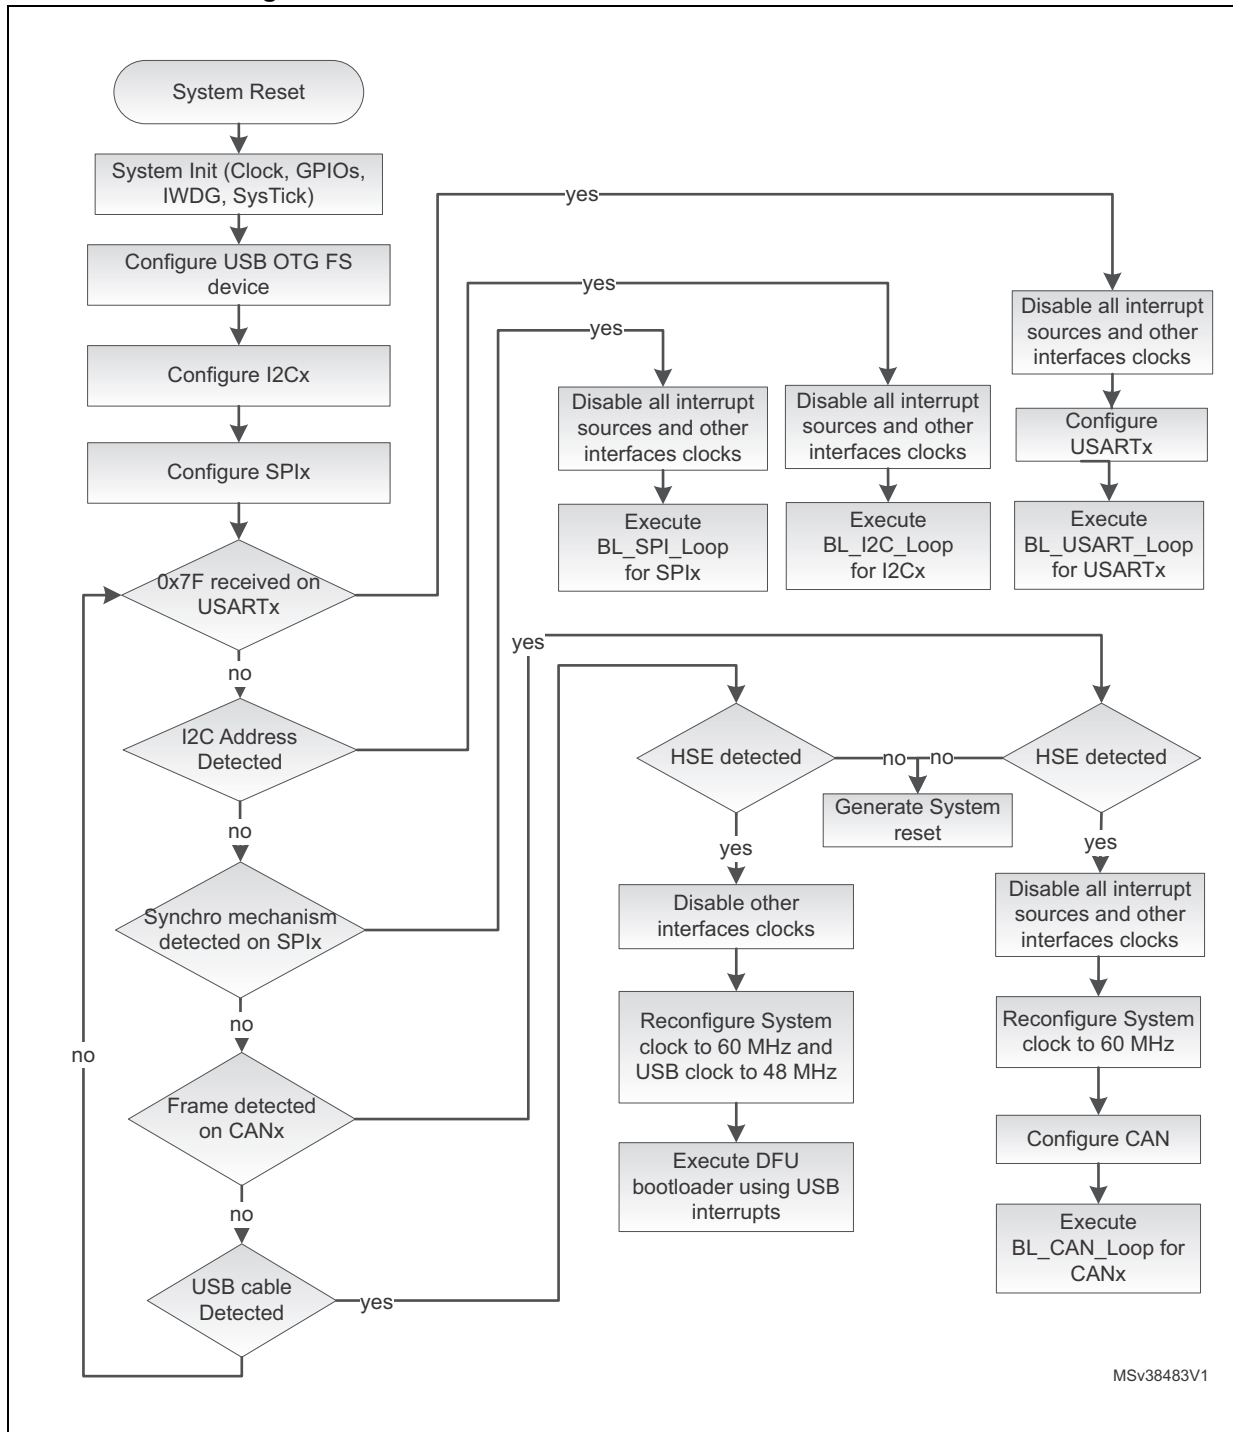 System Reset
System Init (Clock, GPIOs,
IWDG, SysTick)
Configure USB OTG FS
device
Configure I2Cx
Configure SPIx
0x7F received on
USARTx
no
I2C Address
Detected
no
Synchro mechanism
detected on SPIx
no
no
Frame detected
on CANx
no
USB cable
Detected
yes
yes
yes
yes
Disable all interrupt
sources and other
interfaces clocks
Execute
BL_SPI_Loop
for SPIx
Disable all interrupt
sources and other
interfaces clocks
Execute
BL_I2C_Loop
for I2Cx
Disable all interrupt
sources and other
interfaces clocks
Configure
USARTx
Execute
BL_USART_Loop
for USARTx
yes
HSE detected
no
no
HSE detected
Generate System
reset
yes
Disable other
interfaces clocks
Reconfigure System
clock to 60 MHz and
USB clock to 48 MHz
Execute DFU
bootloader using USB
interrupts
yes
Disable all interrupt
sources and other
interfaces clocks
Reconfigure System
clock to 60 MHz
Configure CAN
Execute
BL_CAN_Loop for
CANx
MSv38483V1